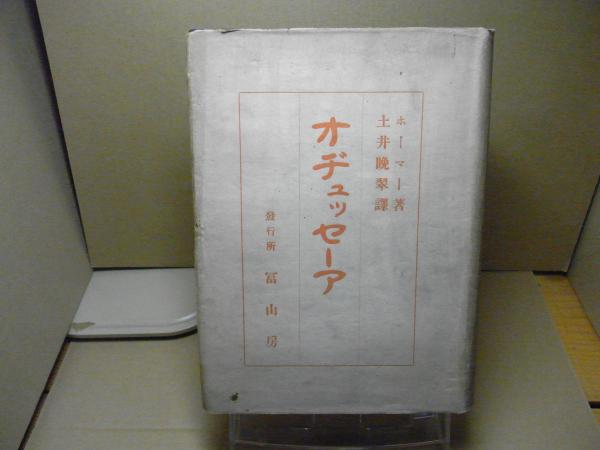 ホーマー著
土井晩翠譯
オヂュッセーア
發行所 冨山房